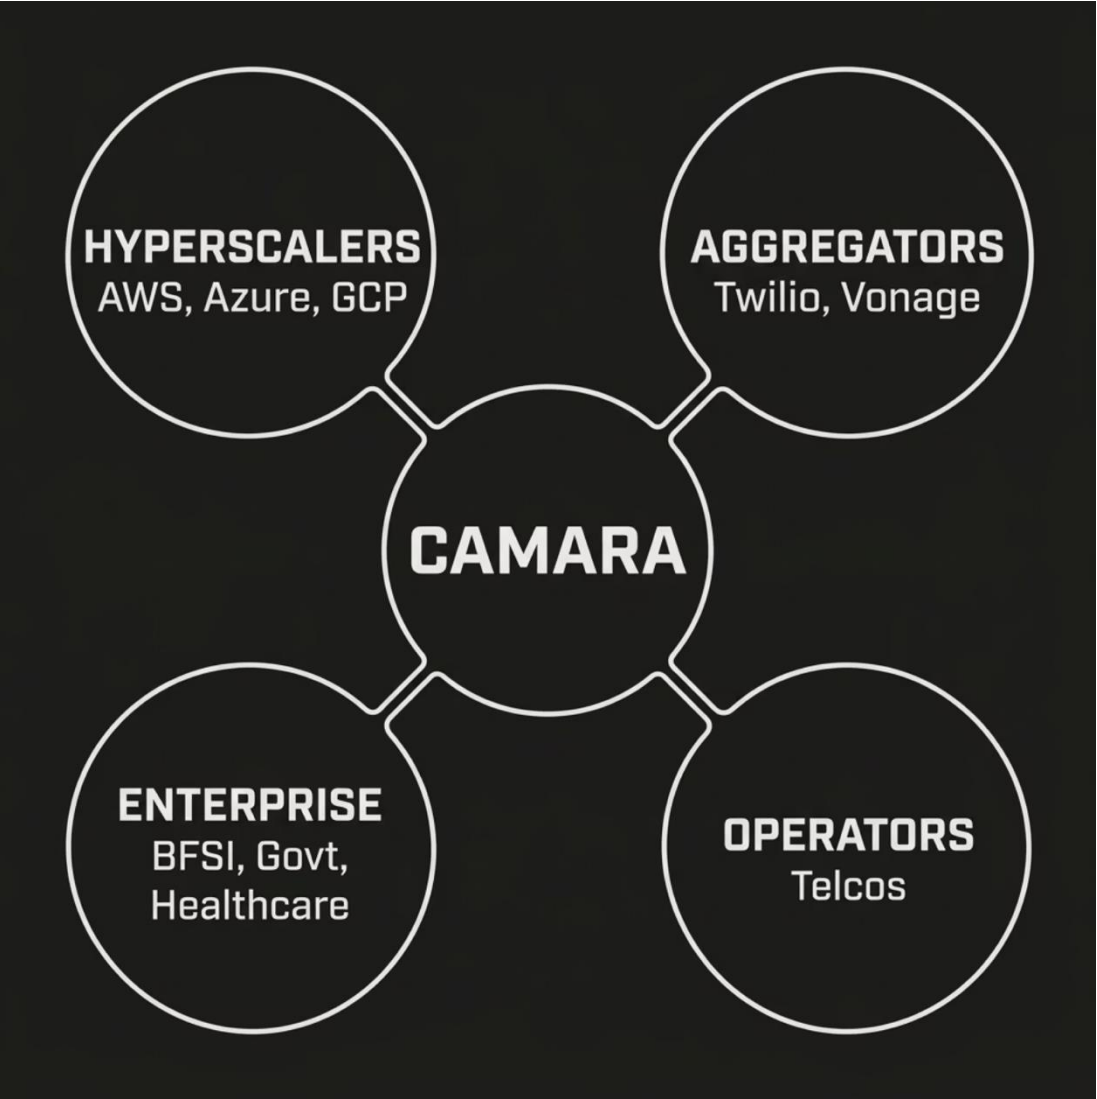 HYPERSCALERS
AWS, Azure, GCP
AGGREGATORS
Twilio, Vonage
CAMARA
ENTERPRISE
BFSI, Govt,
Healthcare
OPERATORS
Telcos